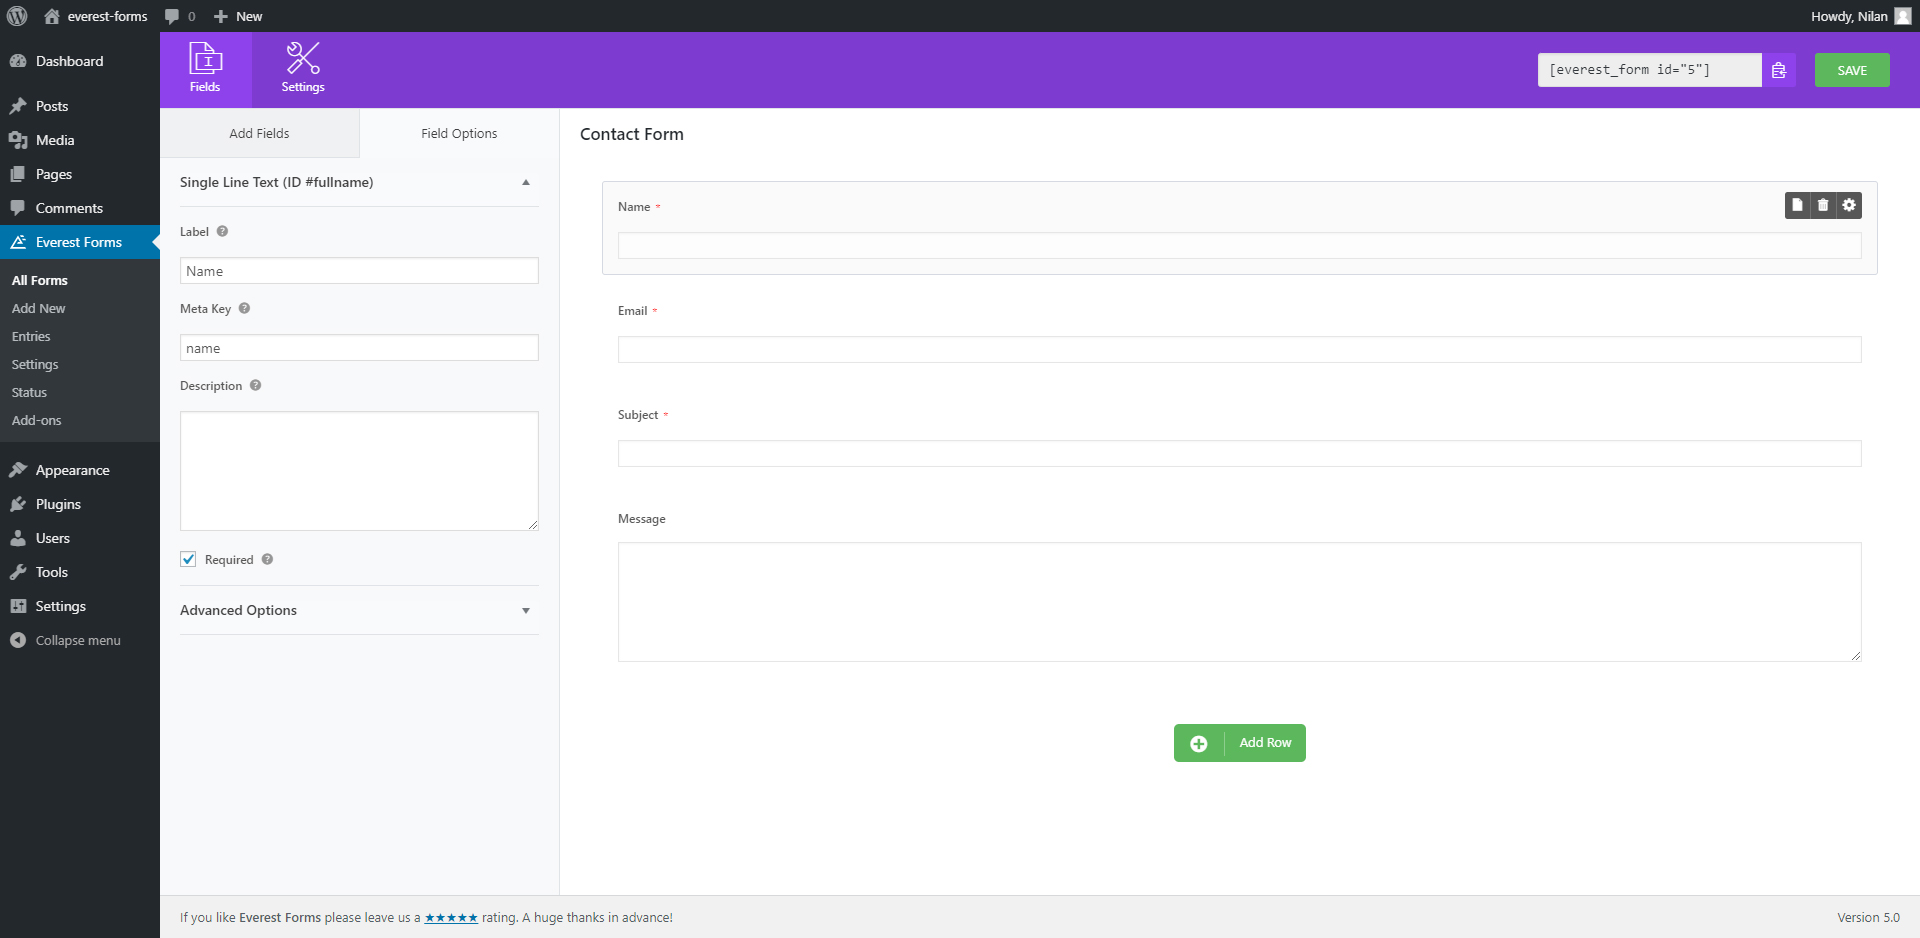 everest-forms 0 New Howdy, Nilan
Dashboard
Posts
Media
Pages
Comments
Everest Forms
All Forms
Add New
Entries
Settings
Status
Add-ons
Appearance
Plugins
Users
Tools
Settings
Collapse menu
Fields Settings
[everest_form id="5"] SAVE
Add Fields Field Options
Single Line Text (ID #fullname)
Label
Name
Meta Key
name
Description
Required
Advanced Options
Contact Form
Name *
Email *
Subject *
Message
Add Row
If you like Everest Forms please leave us a ★★★★★ rating. A huge thanks in advance!
Version 5.0